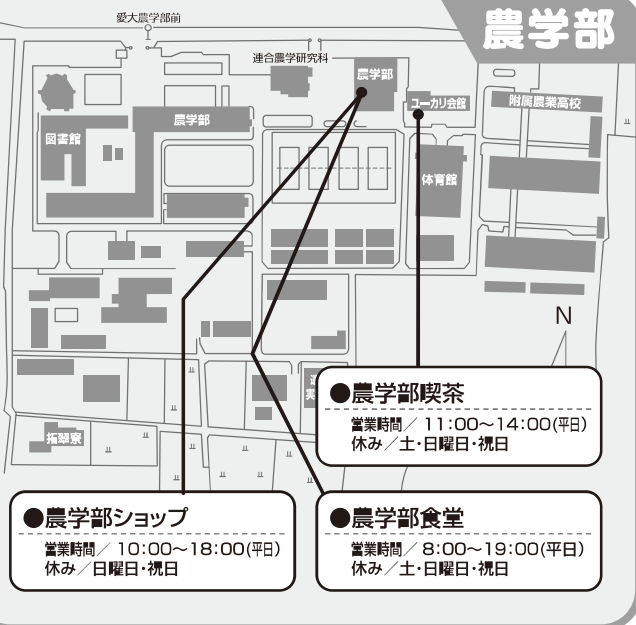 農学部
愛大農学部前
連合農学研究科
農学部
ユーカリ会館
附属農業高校
図書館
農学部
体育館
拓翠寮
N
●農学部喫茶
営業時間／11:00〜14:00(平日)
休み／土・日曜日・祝日
●農学部ショップ
営業時間／10:00〜18:00(平日)
休み／日曜日・祝日
●農学部食堂
営業時間／8:00〜19:00(平日)
休み／土・日曜日・祝日